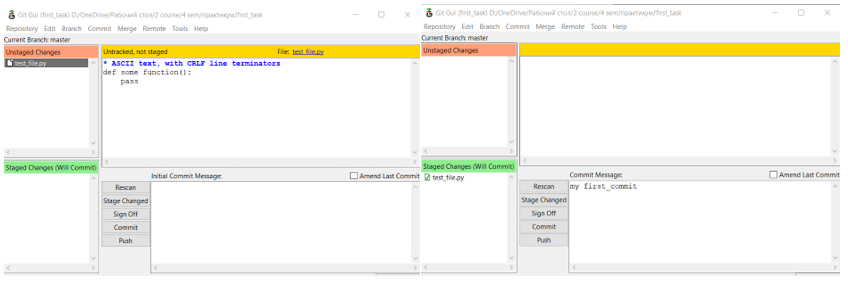 Git Gui (first_task) D:/OneDrive/Рабочий стол/2 course/4 sem/практикум/first_task
Repository Edit Branch Commit Merge Remote Tools Help
Current Branch: master
Unstaged Changes
test_file.py
Untracked, not staged File: test_file.py
* ASCII text, with CRLF line terminators
def some function():
pass
Staged Changes (Will Commit)
Initial Commit Message: Amend Last Commit
Rescan
Stage Changed
Sign Off
Commit
Push
Git Gui (first_task) D:/OneDrive/Рабочий стол/2 course/4 sem/практикум/first_task
Repository Edit Branch Commit Merge Remote Tools Help
Current Branch: master
Unstaged Changes
Staged Changes (Will Commit)
test_file.py
Commit Message: Amend Last Commit
my first_commit
Rescan
Stage Changed
Sign Off
Commit
Push